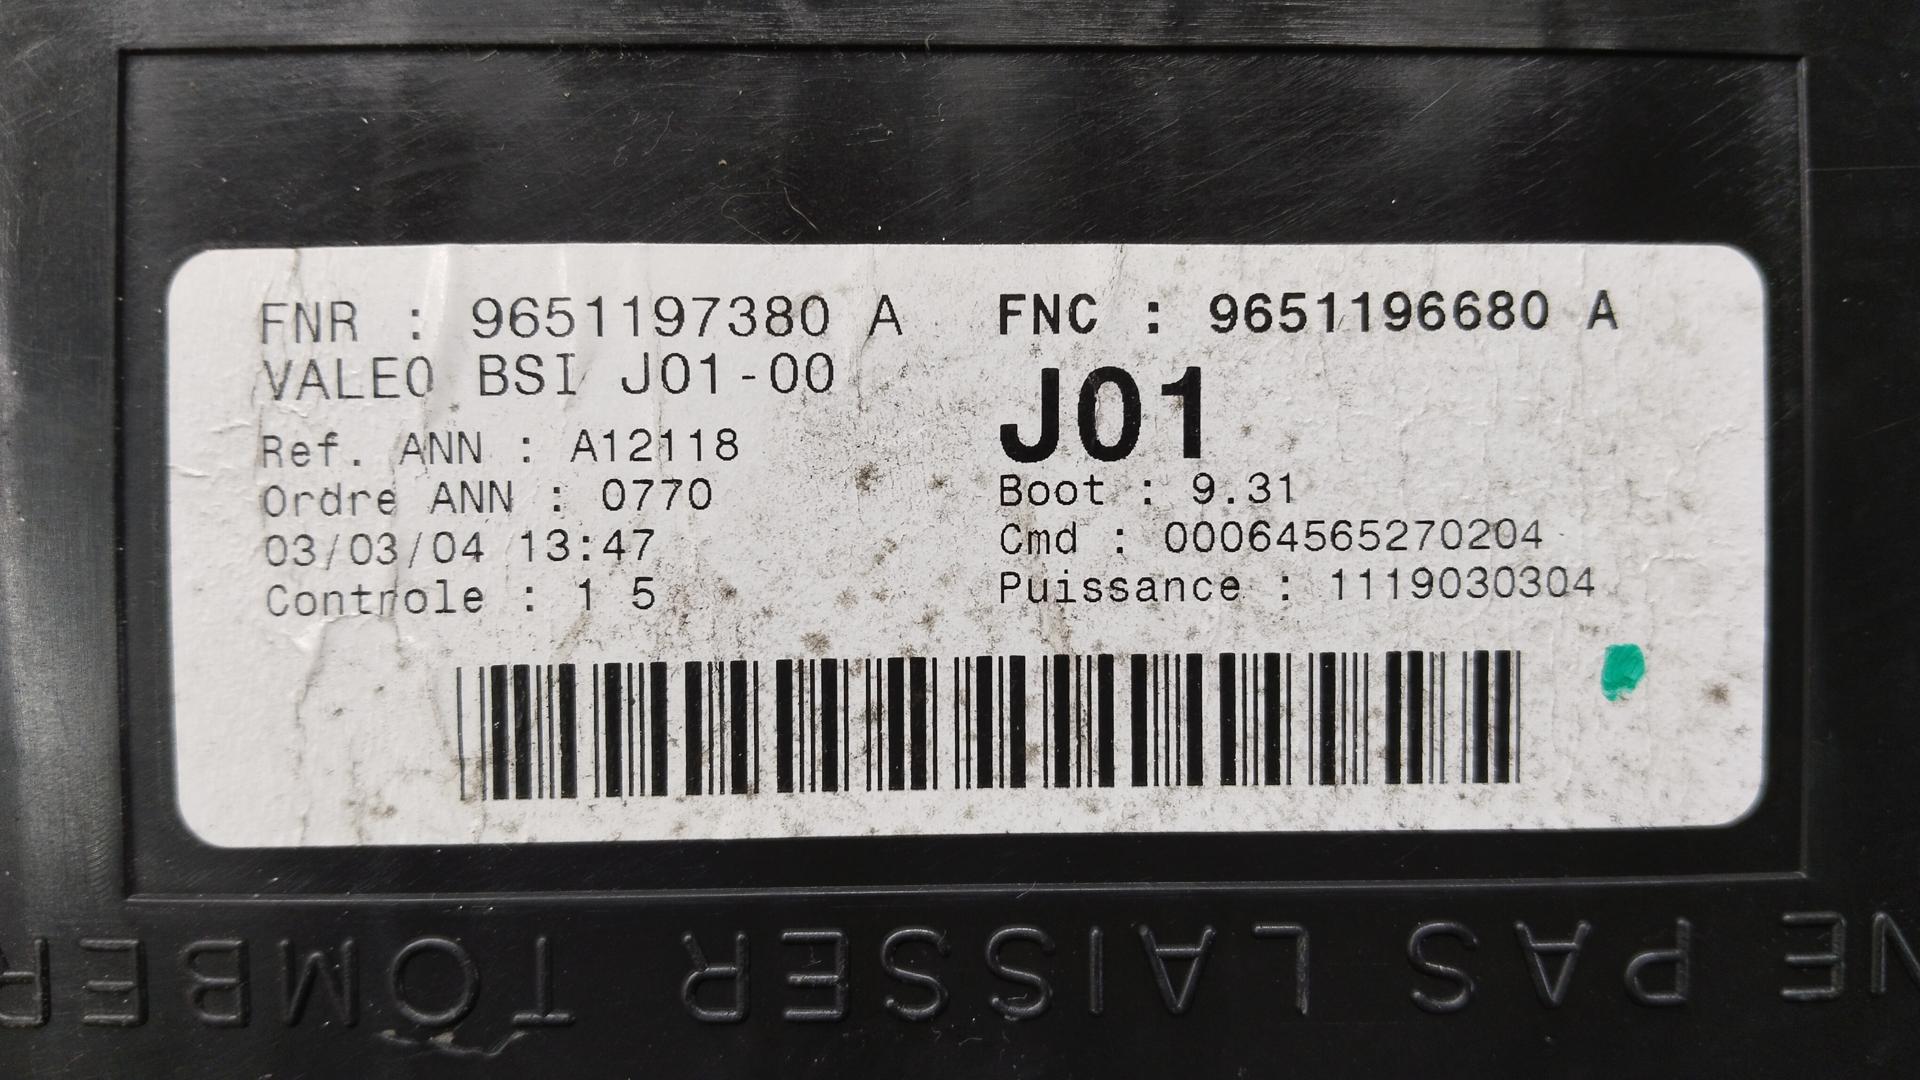 FNR : 9651197380 A
VALEO BSI J01-00
Ref. ANN : A12118
Ordre ANN : 0770
03/03/04 13:47
Controle : 1 5
FNC : 9651196680 A
J01
Boot : 9.31
Cmd : 00064565270204
Puissance : 1119030304
NE PAS LAISSER TOMBER